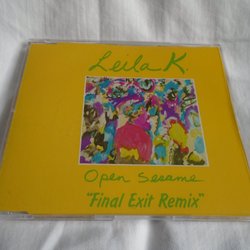 Leila K.
Open Sesame
"Final Exit Remix"